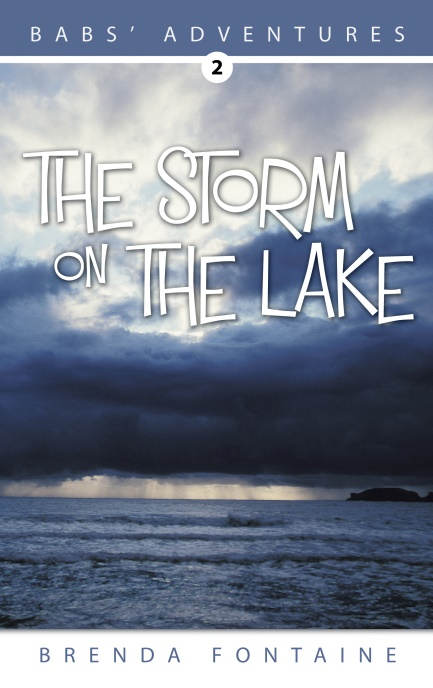 BABS' ADVENTURES
2
THE STORM
ON THE LAKE
BRENDA FONTAINE